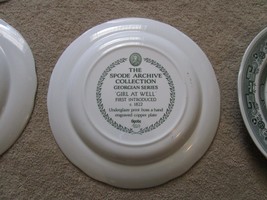 THE
SPODE ARCHIVE
COLLECTION
GEORGIAN SERIES
'GIRL AT WELL'
FIRST INTRODUCED
c. 1822
Underglaze print from a hand
engraved copper plate.
Spode